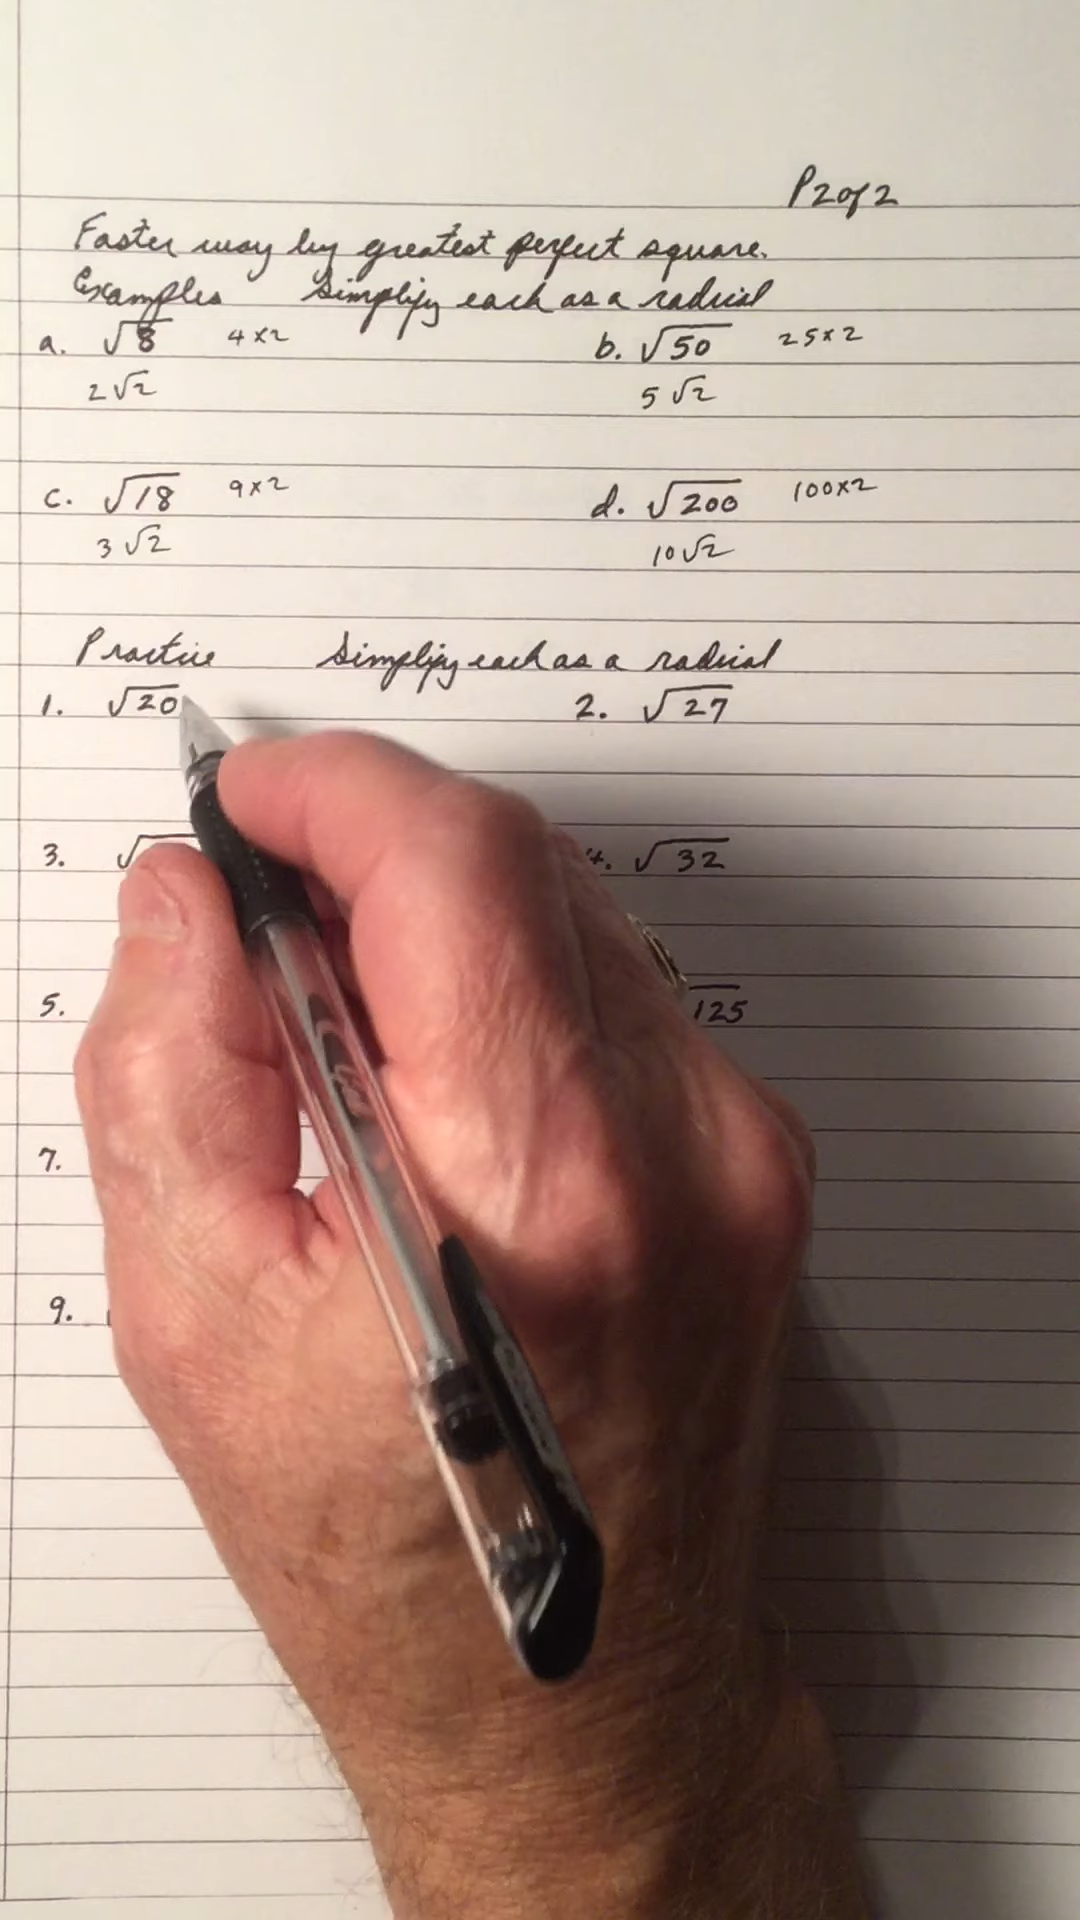 P2of2
Faster way by greatest perfect square.
Examples Simplify each as a radical
a. √8 4×2 b. √50 25×2
2√2 5√2
c. √18 9×2 d. √200 100×2
3√2 10√2
Practice Simplify each as a radical
1. √20 2. √27
3. √ 4. √32
5. 125
7.
9.